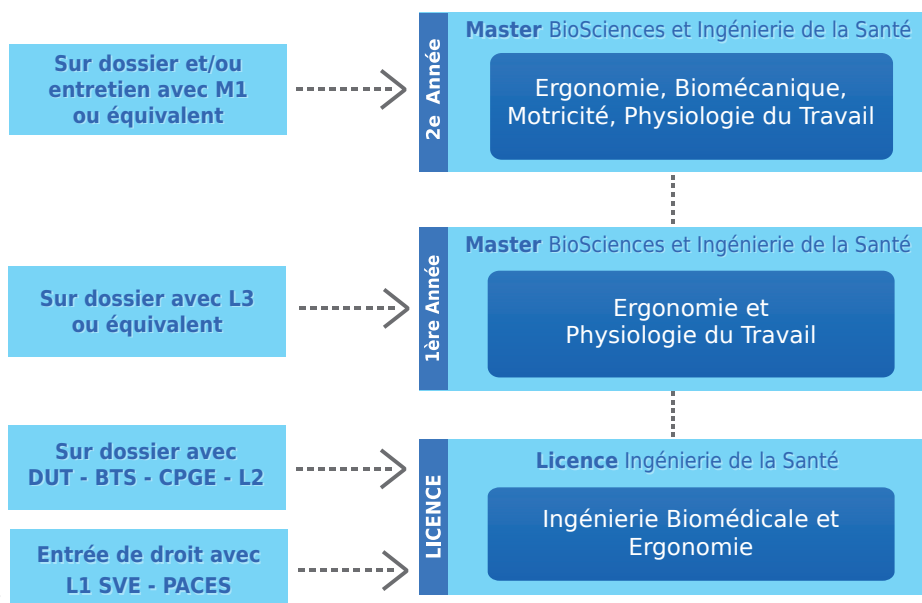 Sur dossier et/ou
entretien avec M1
ou équivalent
2e Année
Master BioSciences et Ingénierie de la Santé
Ergonomie, Biomécanique,
Motricité, Physiologie du Travail
Sur dossier avec L3
ou équivalent
1ère Année
Master BioSciences et Ingénierie de la Santé
Ergonomie et
Physiologie du Travail
Sur dossier avec
DUT - BTS - CPGE - L2
Entrée de droit avec
L1 SVE - PACES
LICENCE
Licence Ingénierie de la Santé
Ingénierie Biomédicale et
Ergonomie